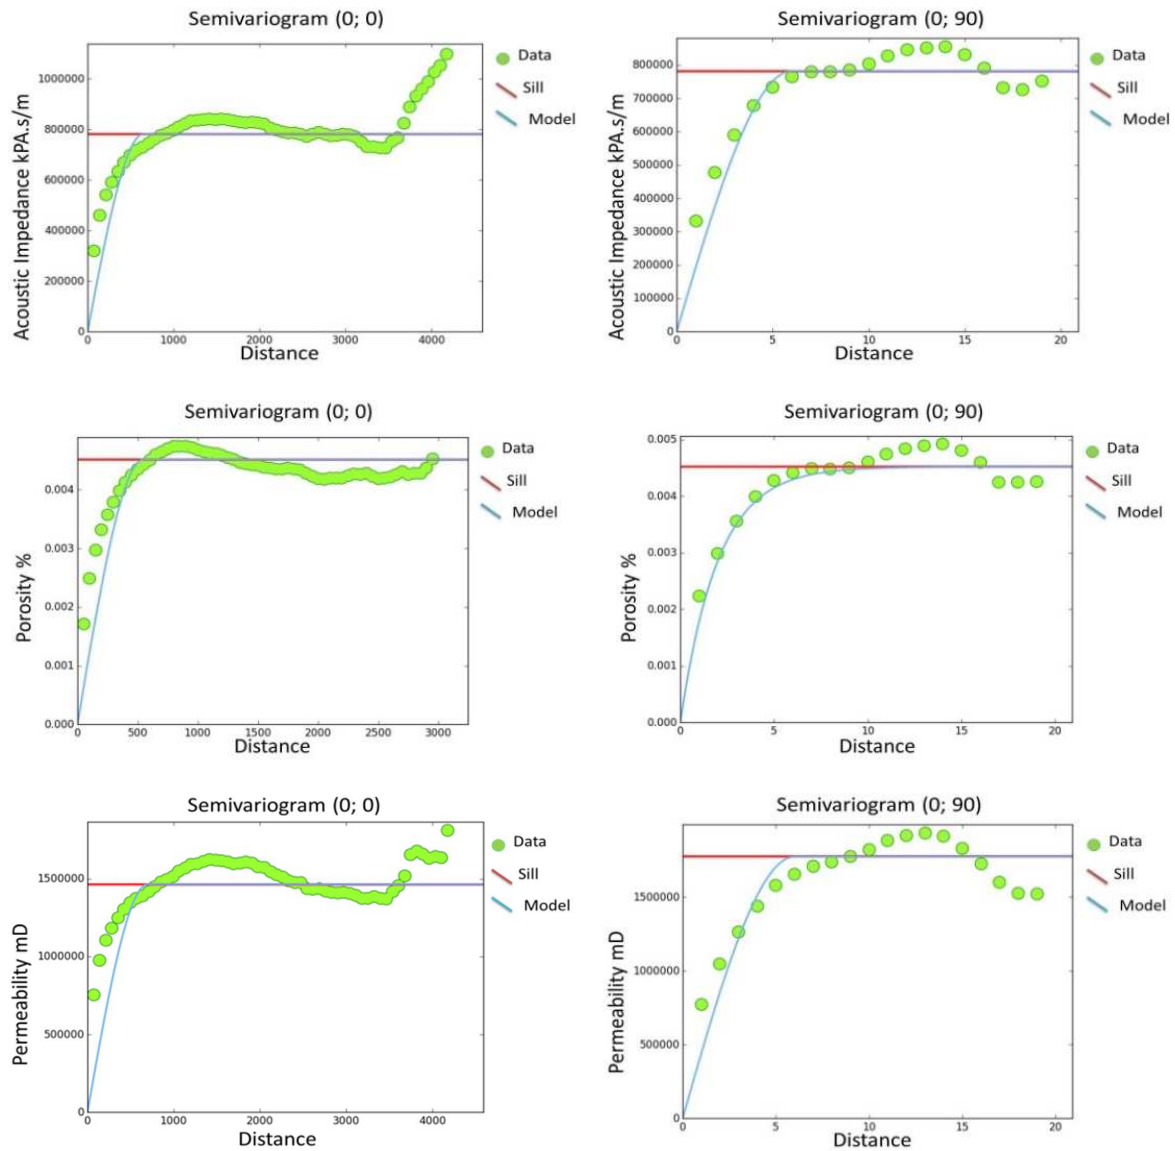 Semivariogram (0; 0)
Acoustic Impedance kPA.s/m
1000000
800000
600000
400000
200000
0
0 1000 2000 3000 4000
Distance
Data
Sill
Model
Semivariogram (0; 90)
Acoustic Impedance kPA.s/m
800000
700000
600000
500000
400000
300000
200000
100000
0
0 5 10 15 20
Distance
Data
Sill
Model
Semivariogram (0; 0)
Porosity %
0.004
0.003
0.002
0.001
0.000
0 500 1000 1500 2000 2500 3000
Distance
Data
Sill
Model
Semivariogram (0; 90)
Porosity %
0.005
0.004
0.003
0.002
0.001
0.000
0 5 10 15 20
Distance
Data
Sill
Model
Semivariogram (0; 0)
Permeability mD
1500000
1000000
500000
0
0 1000 2000 3000 4000
Distance
Data
Sill
Model
Semivariogram (0; 90)
Permeability mD
1500000
1000000
500000
0
0 5 10 15 20
Distance
Data
Sill
Model